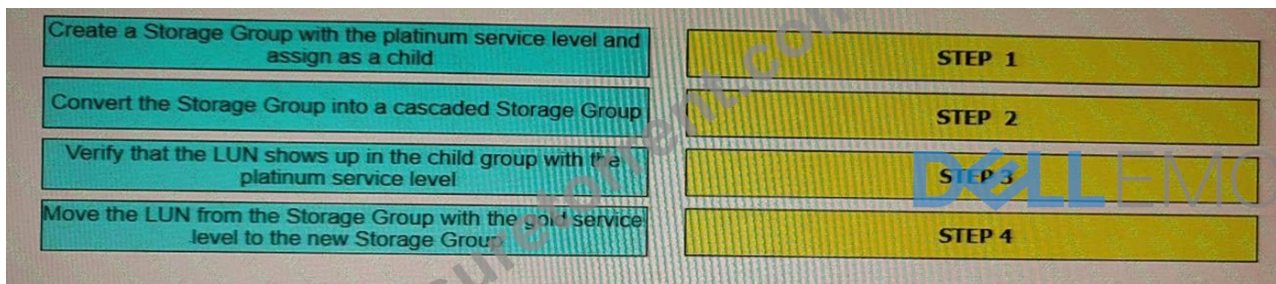 Create a Storage Group with the platinum service level and
assign as a child
STEP 1
Convert the Storage Group into a cascaded Storage Group
STEP 2
Verify that the LUN shows up in the child group with the
platinum service level
STEP 3
Move the LUN from the Storage Group with the gold service
level to the new Storage Group
STEP 4
DELL EMC
suretorrent.com